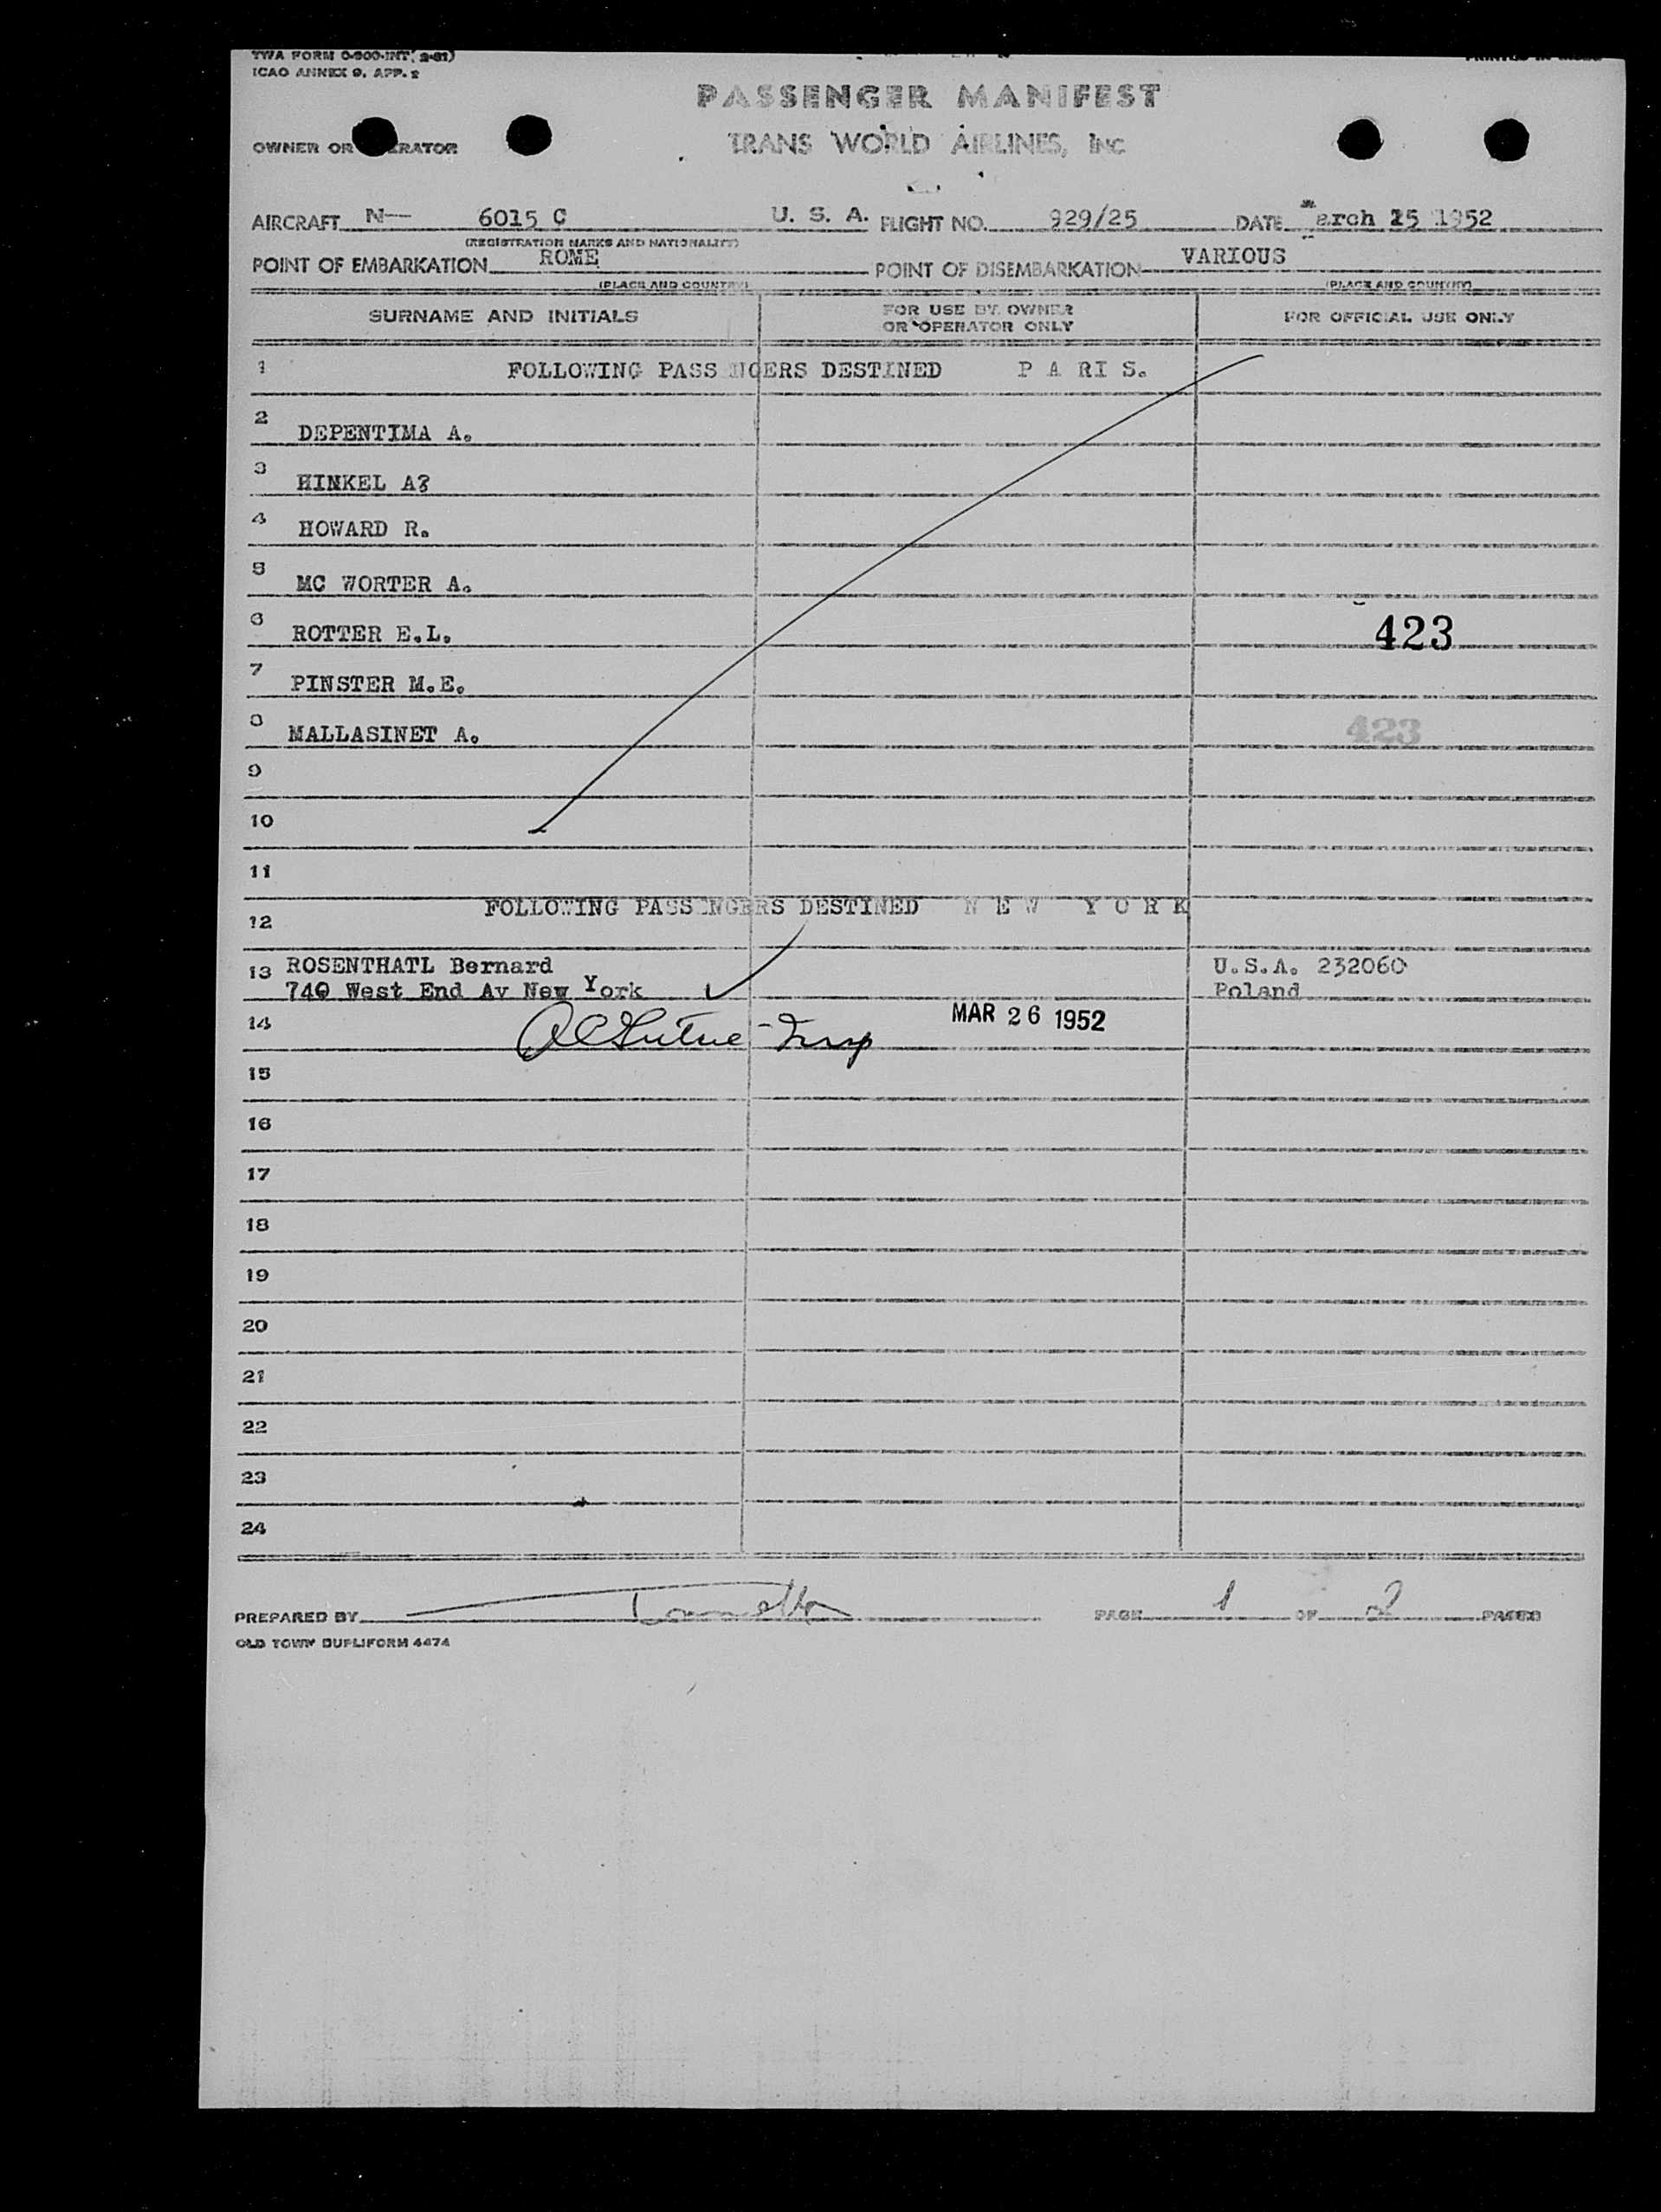 TWA FORM O-900-INT, 2-51)
ICAO ANNEX 9, APP. 2
PASSENGER MANIFEST
OWNER OR ERATOR
TRANS WORLD AIRLINES, INC
AIRCRAFT N— 6015 C U. S. A. FLIGHT NO. 929/25 DATE March 25 1952
(REGISTRATION MARKS AND NATIONALITY)
POINT OF EMBARKATION ROME POINT OF DISEMBARKATION VARIOUS
(PLACE AND COUNTRY) (PLACE AND COUNTRY)
SURNAME AND INITIALS FOR USE BY OWNER OR OPERATOR ONLY FOR OFFICIAL USE ONLY
1 FOLLOWING PASSENGERS DESTINED P A RI S.
2 DEPENTIMA A.
3 HINKEL A?
4 HOWARD R.
5 MC WORTER A.
6 ROTTER E.L. 423
7 PINSTER M.E.
8 MALLASINET A. 423
9
10
11
12 FOLLOWING PASSENGERS DESTINED N E W Y O R K
13 ROSENTHATL Bernard U.S.A. 232060
740 West End Av New York Poland
14 MAR 26 1952
15
16
17
18
19
20
21
22
23
24
PREPARED BY PAGE 1 OF 2 PAGES
OLD TOWN DUPLIFORM 4474